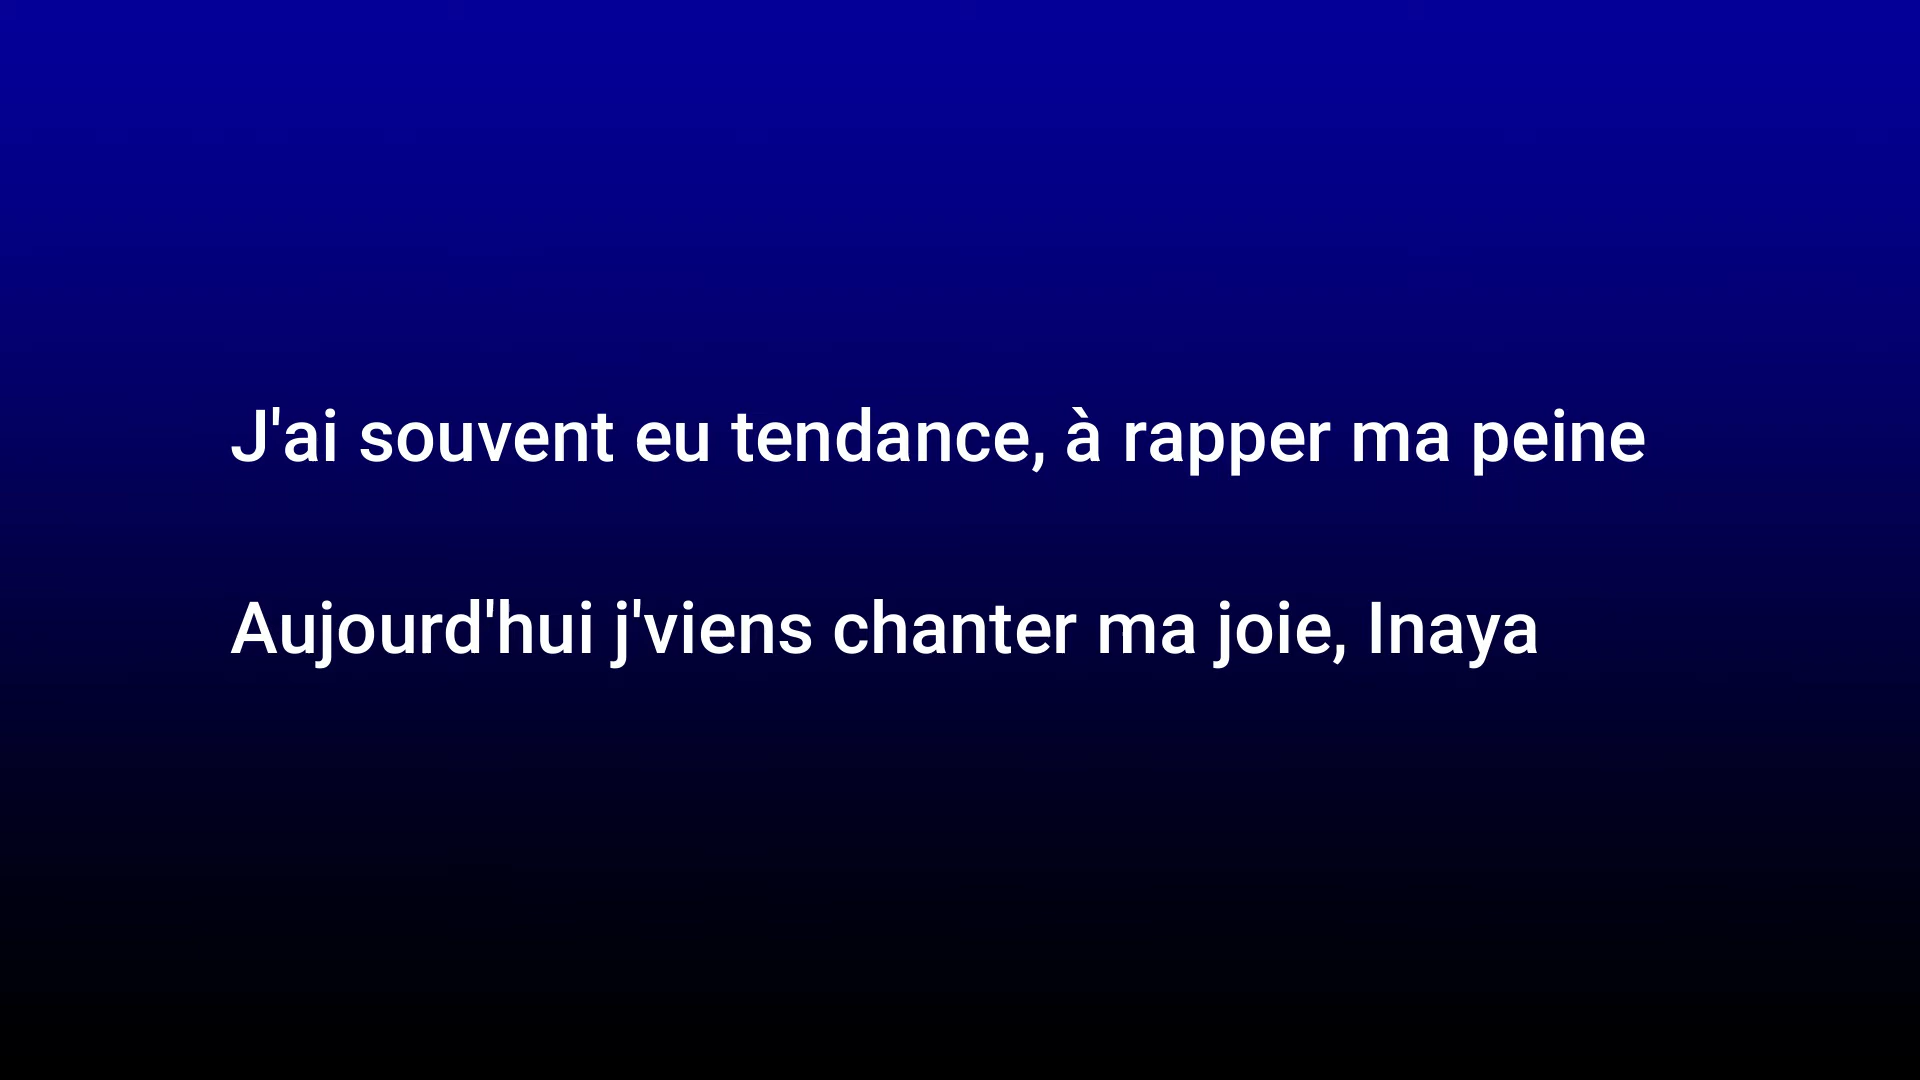 J'ai souvent eu tendance, à rapper ma peine
Aujourd'hui j'viens chanter ma joie, Inaya